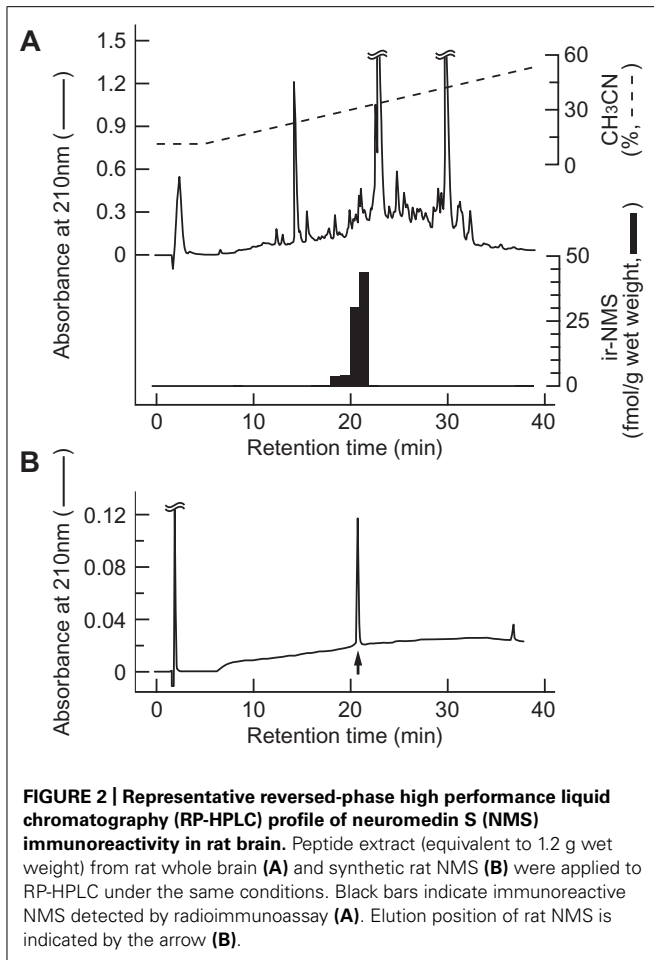 A
Absorbance at 210nm (——)
1.5
1.2
0.9
0.6
0.3
0
60
30
0
CH3CN
(%, - - - )
50
25
0
ir-NMS
(fmol/g wet weight, )
0 10 20 30 40
Retention time (min)
B
Absorbance at 210nm (——)
0.12
0.08
0.04
0
0 10 20 30 40
Retention time (min)
FIGURE 2 | Representative reversed-phase high performance liquid
chromatography (RP-HPLC) profile of neuromedin S (NMS)
immunoreactivity in rat brain. Peptide extract (equivalent to 1.2 g wet
weight) from rat whole brain (A) and synthetic rat NMS (B) were applied to
RP-HPLC under the same conditions. Black bars indicate immunoreactive
NMS detected by radioimmunoassay (A). Elution position of rat NMS is
indicated by the arrow (B).